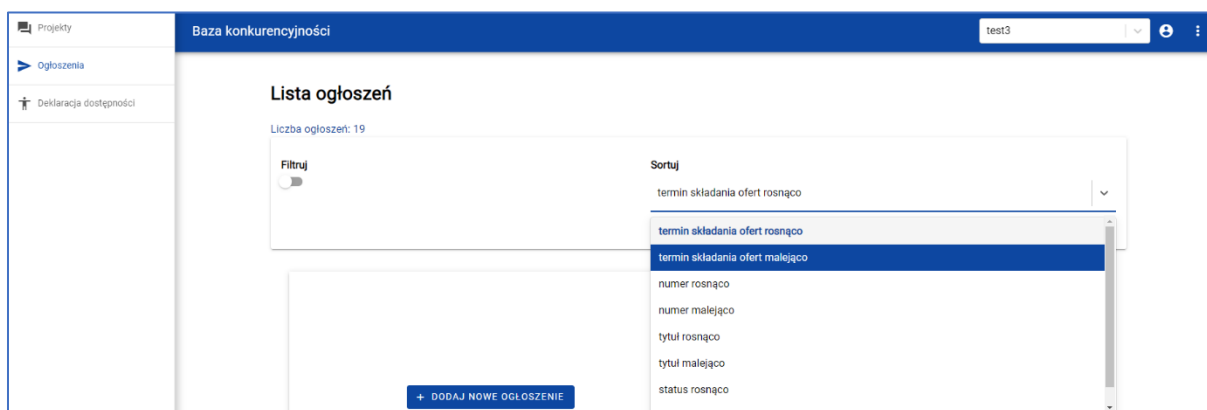 Projekty
Baza konkurencyjności
test3
Ogłoszenia
Deklaracja dostępności
Lista ogłoszeń
Liczba ogłoszeń: 19
Filtruj
Sortuj
termin składania ofert rosnąco
termin składania ofert rosnąco
termin składania ofert malejąco
numer rosnąco
numer malejąco
tytuł rosnąco
tytuł malejąco
status rosnąco
+ DODAJ NOWE OGŁOSZENIE